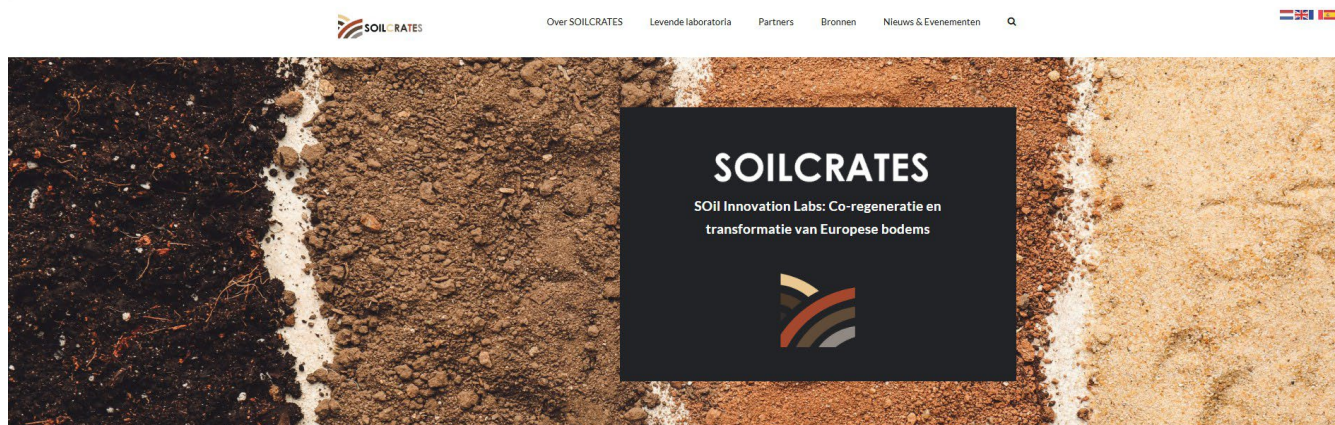 SOILCRATES
Over SOILCRATES
Levende laboratoria
Partners
Bronnen
Nieuws & Evenementen
SOILCRATES
SOil Innovation Labs: Co-regeneratie en
transformatie van Europese bodems